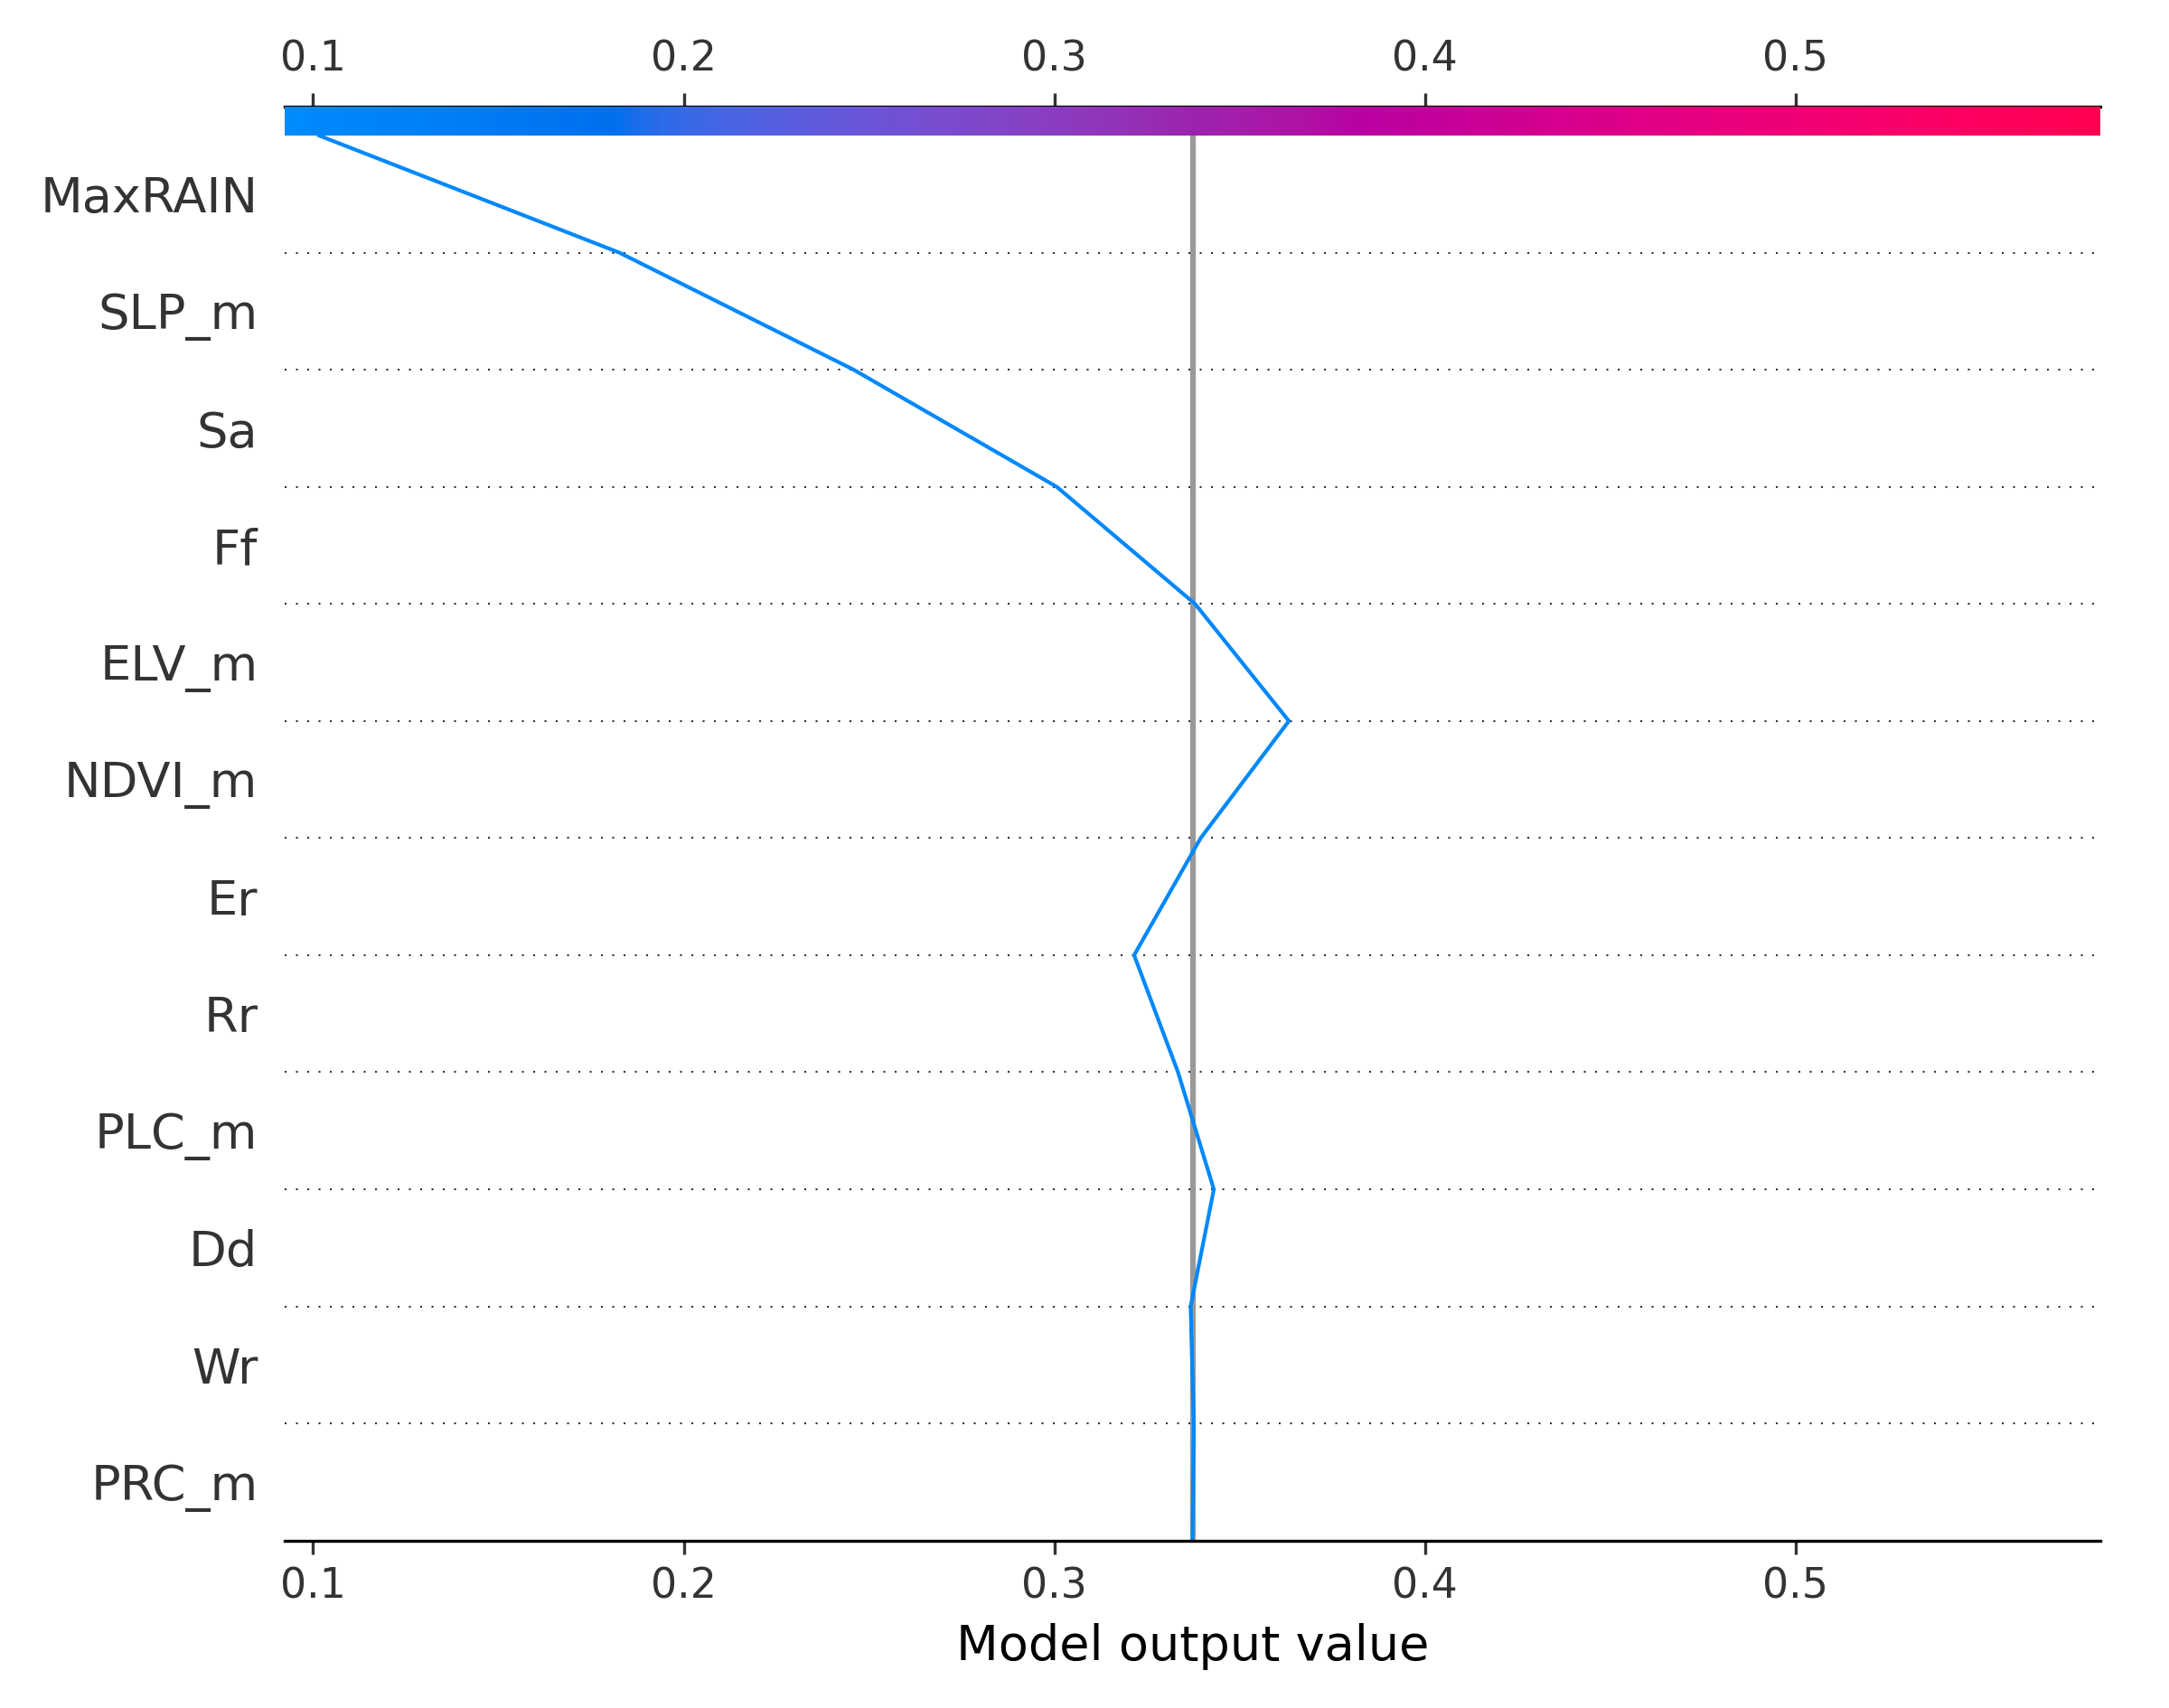 0.1 0.2 0.3 0.4 0.5
MaxRAIN
SLP_m
Sa
Ff
ELV_m
NDVI_m
Er
Rr
PLC_m
Dd
Wr
PRC_m
0.1 0.2 0.3 0.4 0.5
Model output value